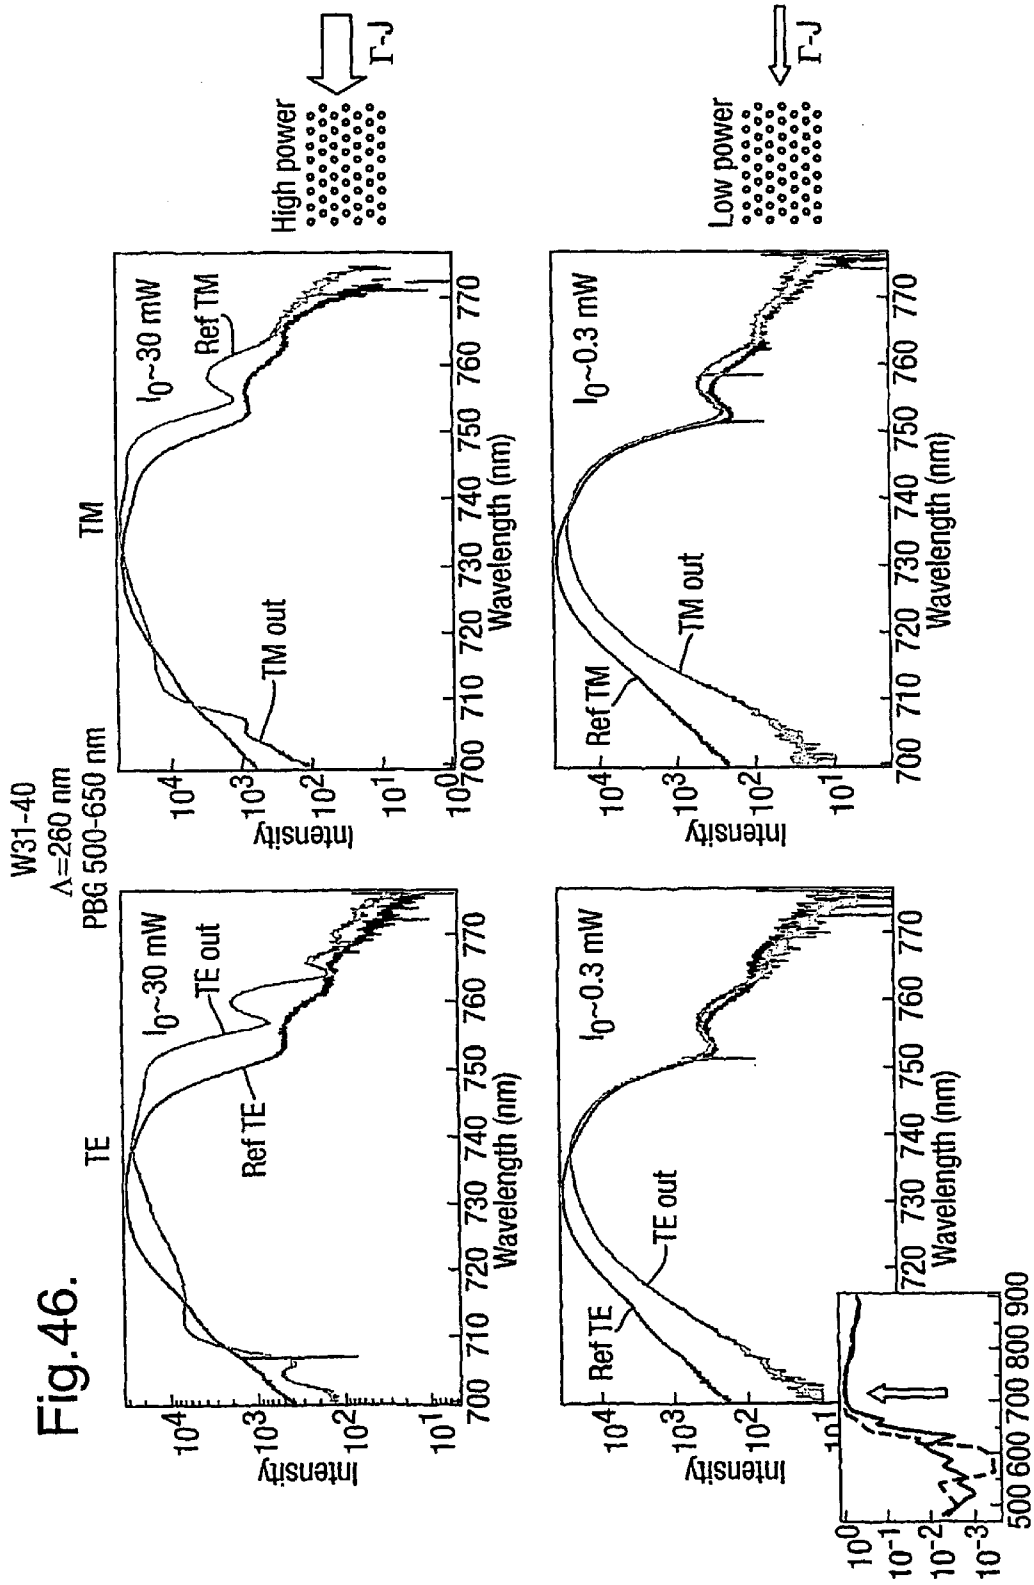 Fig.46.
W31-40
Λ=260 nm
PBG 500-650 nm
TE
I0~30 mW
TE out
Ref TE
Intensity
10^4
10^3
10^2
10^1
700 710 720 730 740 750 760 770
Wavelength (nm)
TM
I0~30 mW
Ref TM
TM out
Intensity
10^4
10^3
10^2
10^1
10^0
700 710 720 730 740 750 760 770
Wavelength (nm)
High power
Γ-J
I0~0.3 mW
Ref TE
TE out
Intensity
10^4
10^3
10^2
10^1
720 730 740 750 760 770
Wavelength (nm)
10^0
10^-1
10^-2
10^-3
500 600 700 800 900
I0~0.3 mW
Ref TM
TM out
Intensity
10^4
10^3
10^2
10^1
700 710 720 730 740 750 760 770
Wavelength (nm)
Low power
Γ-J